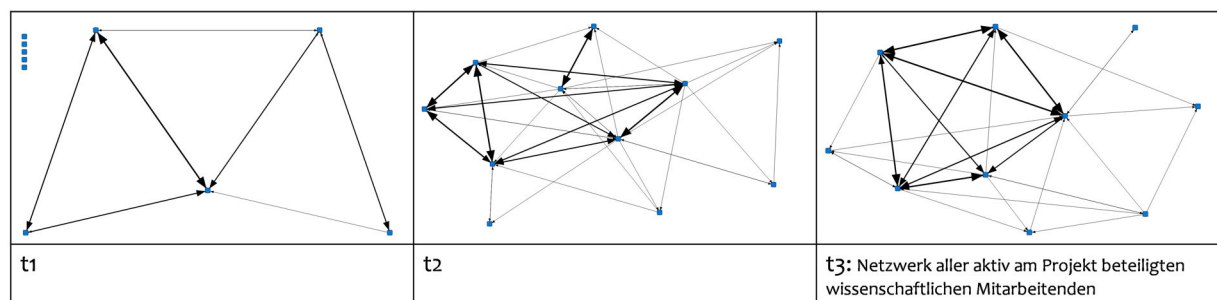 t1
t2
t3: Netzwerk aller aktiv am Projekt beteiligten
wissenschaftlichen Mitarbeitenden